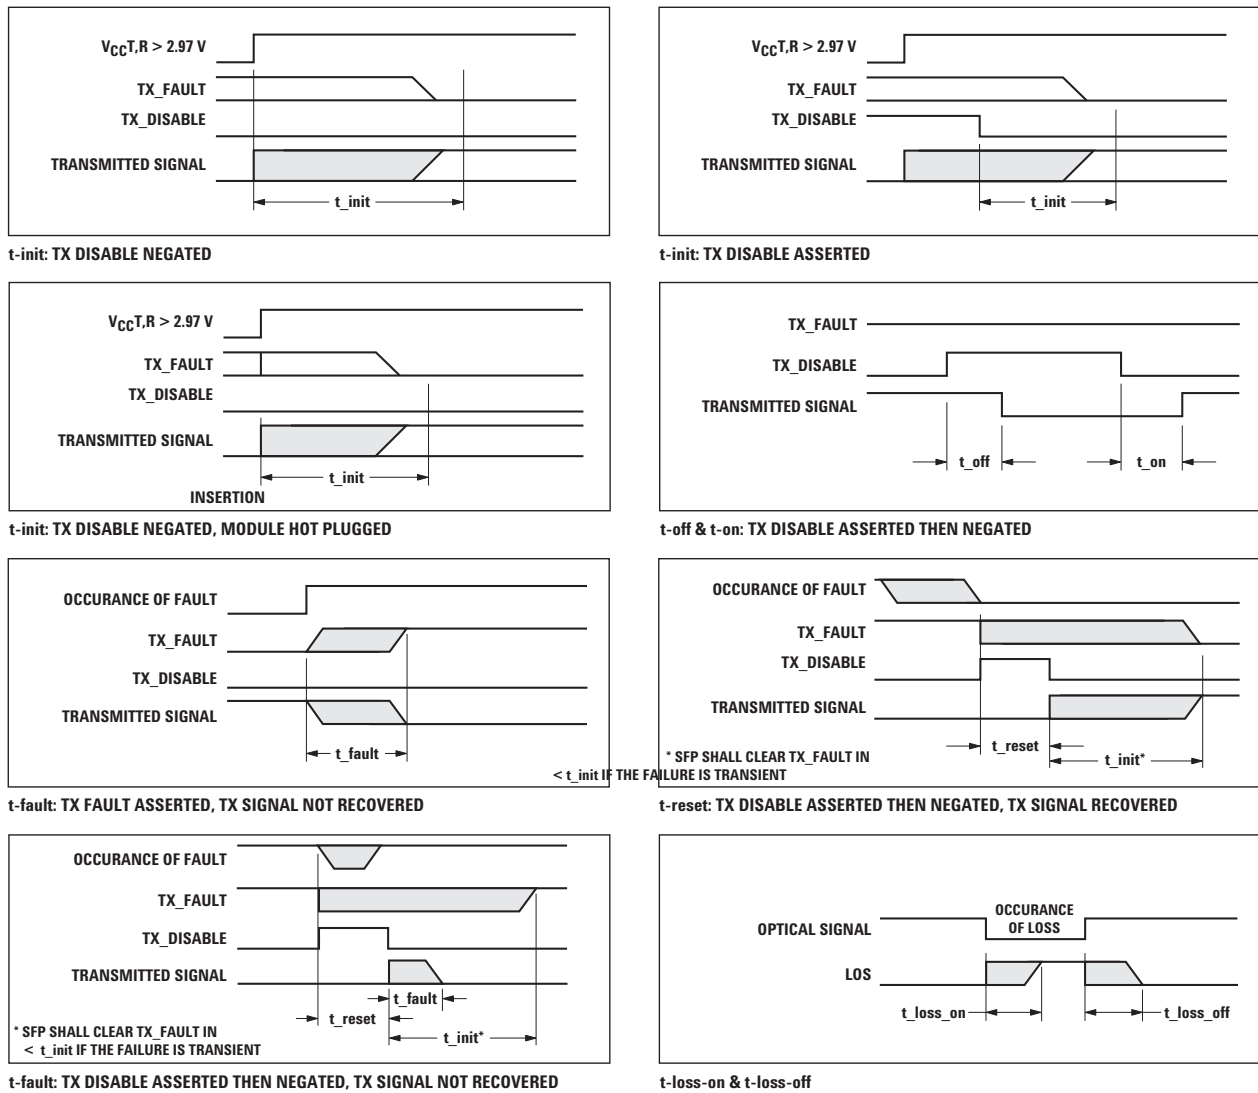 V_CC T,R > 2.97 V
TX_FAULT
TX_DISABLE
TRANSMITTED SIGNAL
t_init
t-init: TX DISABLE NEGATED
V_CC T,R > 2.97 V
TX_FAULT
TX_DISABLE
TRANSMITTED SIGNAL
t_init
t-init: TX DISABLE ASSERTED
V_CC T,R > 2.97 V
TX_FAULT
TX_DISABLE
TRANSMITTED SIGNAL
t_init
INSERTION
t-init: TX DISABLE NEGATED, MODULE HOT PLUGGED
TX_FAULT
TX_DISABLE
TRANSMITTED SIGNAL
t_off
t_on
t-off & t-on: TX DISABLE ASSERTED THEN NEGATED
OCCURANCE OF FAULT
TX_FAULT
TX_DISABLE
TRANSMITTED SIGNAL
t_fault
t-fault: TX FAULT ASSERTED, TX SIGNAL NOT RECOVERED
OCCURANCE OF FAULT
TX_FAULT
TX_DISABLE
TRANSMITTED SIGNAL
t_reset
t_init*
* SFP SHALL CLEAR TX_FAULT IN
< t_init IF THE FAILURE IS TRANSIENT
t-reset: TX DISABLE ASSERTED THEN NEGATED, TX SIGNAL RECOVERED
OCCURANCE OF FAULT
TX_FAULT
TX_DISABLE
TRANSMITTED SIGNAL
t_fault
t_reset
t_init*
* SFP SHALL CLEAR TX_FAULT IN
< t_init IF THE FAILURE IS TRANSIENT
t-fault: TX DISABLE ASSERTED THEN NEGATED, TX SIGNAL NOT RECOVERED
OCCURANCE
OF LOSS
OPTICAL SIGNAL
LOS
t_loss_on
t_loss_off
t-loss-on & t-loss-off